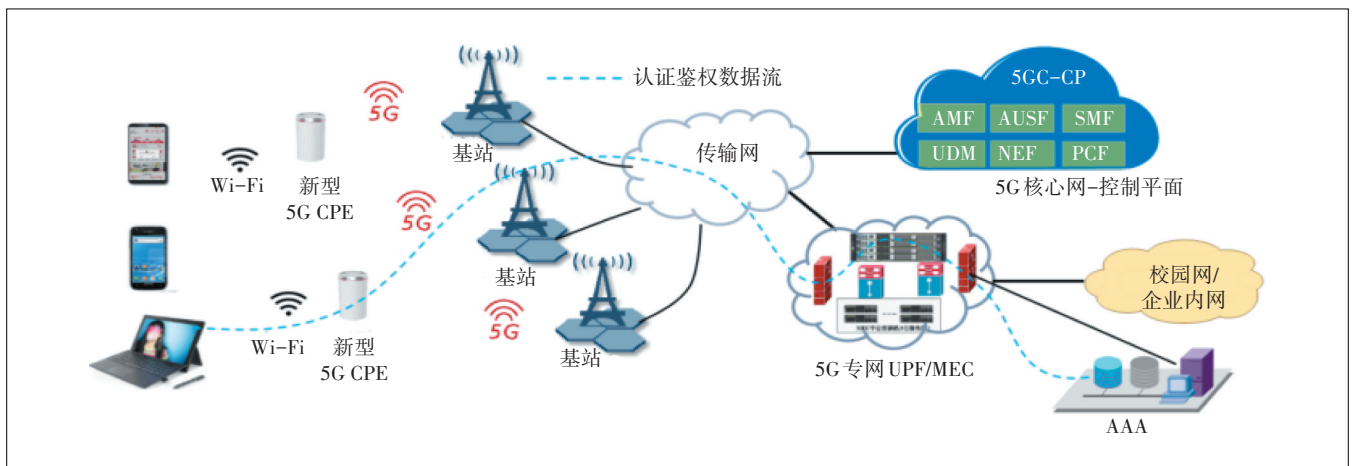 认证鉴权数据流
5GC-CP
AMF AUSF SMF
UDM NEF PCF
5G核心网-控制平面
5G
基站
传输网
Wi-Fi
新型
5G CPE
5G
基站
5G
基站
Wi-Fi
新型
5G CPE
5G专网UPF/MEC
校园网/
企业内网
AAA